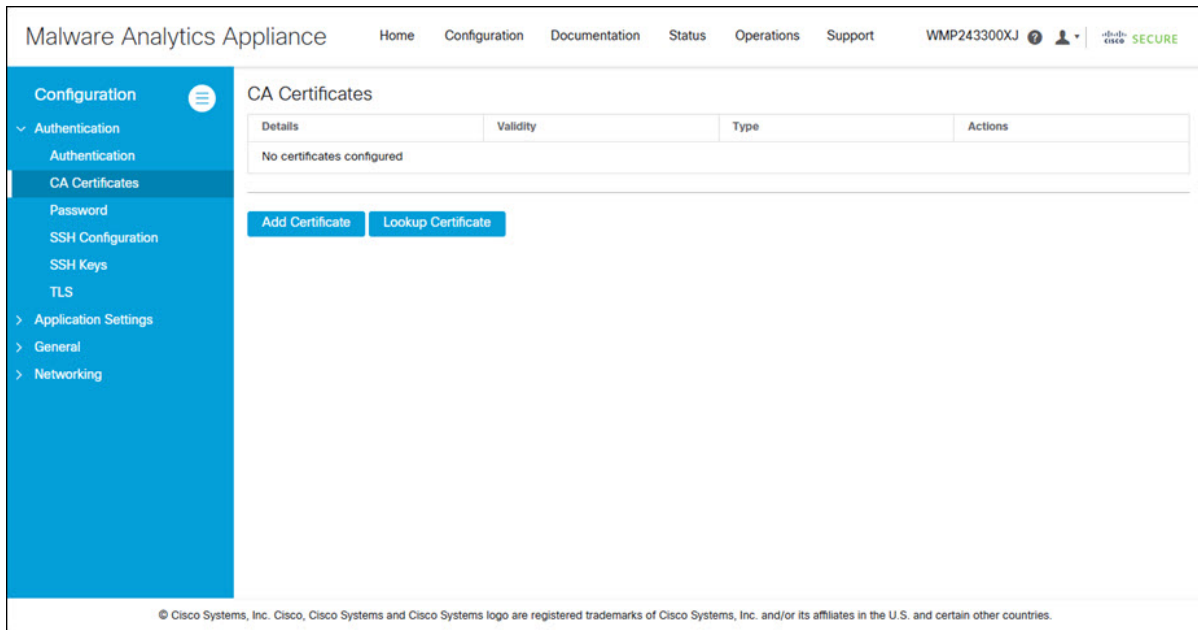 Malware Analytics Appliance Home Configuration Documentation Status Operations Support WMP243300XJ ? CISCO SECURE
Configuration
Authentication
Authentication
CA Certificates
Password
SSH Configuration
SSH Keys
TLS
Application Settings
General
Networking
CA Certificates
Details Validity Type Actions
No certificates configured
Add Certificate Lookup Certificate
© Cisco Systems, Inc. Cisco, Cisco Systems and Cisco Systems logo are registered trademarks of Cisco Systems, Inc. and/or its affiliates in the U.S. and certain other countries.